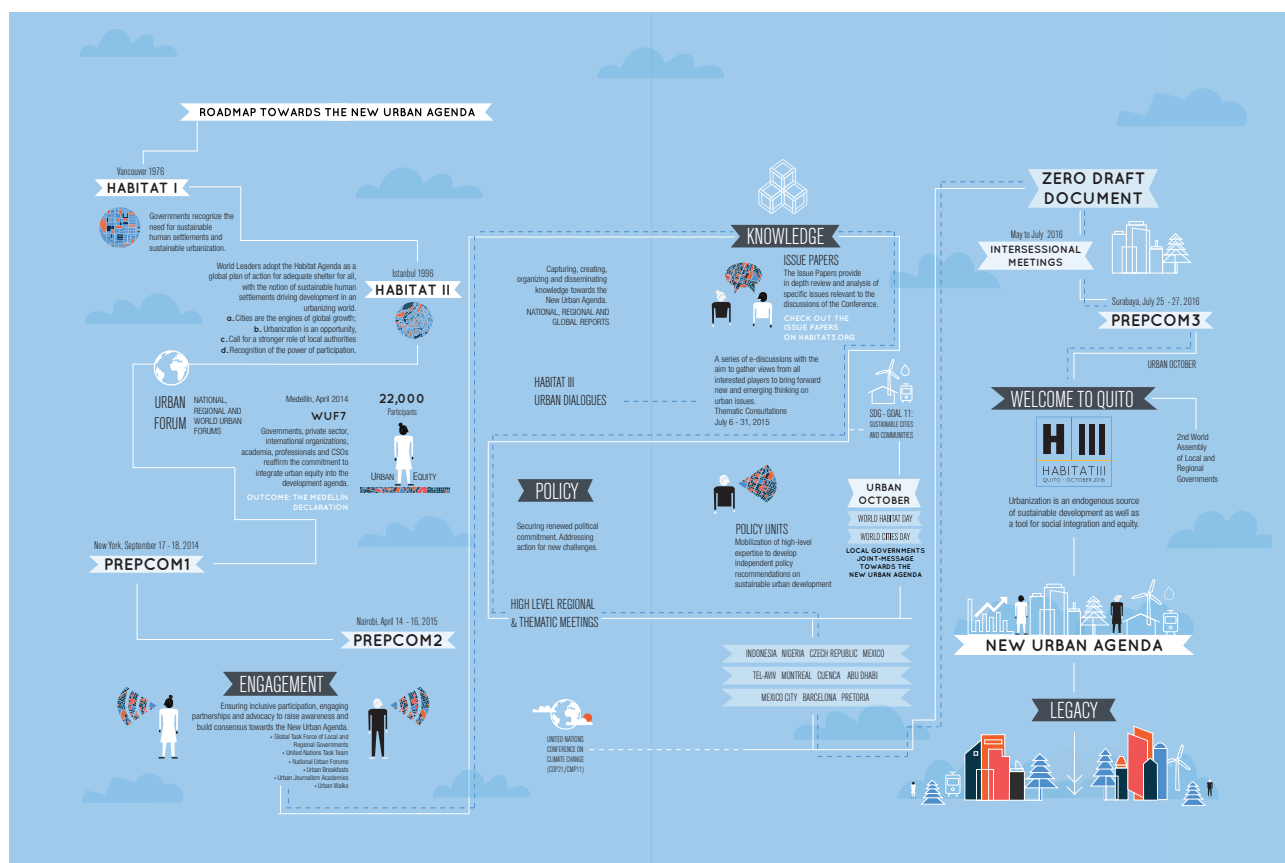 ROADMAP TOWARDS THE NEW URBAN AGENDA
Vancouver 1976
HABITAT I
Governments recognize the
need for sustainable
human settlements and
sustainable urbanization.
World Leaders adopt the Habitat Agenda as a
global plan of action for adequate shelter for all,
with the notion of sustainable human
settlements driving development in an
urbanizing world.
a. Cities are the engines of global growth;
b. Urbanization is an opportunity,
c. Call for a stronger role of local authorities
d. Recognition of the power of participation.
Istanbul 1996
HABITAT II
URBAN
FORUM
NATIONAL,
REGIONAL AND
WORLD URBAN
FORUMS
Medellin, April 2014
WUF7
Governments, private sector,
international organizations,
academia, professionals and CSOs
reaffirm the commitment to
integrate urban equity into the
development agenda.
OUTCOME: THE MEDELLÍN
DECLARATION
22,000
Participants
URBAN EQUITY
New York, September 17 - 18, 2014
PREPCOM1
Nairobi, April 14 - 16, 2015
PREPCOM2
ENGAGEMENT
Ensuring inclusive participation, engaging
partnerships and advocacy to raise awareness and
build consensus towards the New Urban Agenda.
• Global Task Force of Local and
Regional Governments
• United Nations Task Team
• National Urban Forums
• Urban Breakfasts
• Urban Journalism Academies
• Urban Walks
KNOWLEDGE
Capturing, creating,
organizing and disseminating
knowledge towards the
New Urban Agenda.
NATIONAL, REGIONAL AND
GLOBAL REPORTS
ISSUE PAPERS
The Issue Papers provide
in depth review and analysis of
specific issues relevant to the
discussions of the Conference.
CHECK OUT THE
ISSUE PAPERS
ON HABITAT3.ORG
HABITAT III
URBAN DIALOGUES
A series of e-discussions with the
aim to gather views from all
interested players to bring forward
new and emerging thinking on
urban issues.
Thematic Consultations
July 6 - 31, 2015
SDG - GOAL 11:
SUSTAINABLE CITIES
AND COMMUNITIES
POLICY
Securing renewed political
commitment. Addressing
action for new challenges.
POLICY UNITS
Mobilization of high-level
expertise to develop
independent policy
recommendations on
sustainable urban development
URBAN
OCTOBER
WORLD HABITAT DAY
WORLD CITIES DAY
LOCAL GOVERNMENTS
JOINT-MESSAGE
TOWARDS THE
NEW URBAN AGENDA
HIGH LEVEL REGIONAL
& THEMATIC MEETINGS
INDONESIA NIGERIA CZECH REPUBLIC MEXICO
TEL-AVIV MONTREAL CUENCA ABU DHABI
MEXICO CITY BARCELONA PRETORIA
UNITED NATIONS
CONFERENCE ON
CLIMATE CHANGE
(COP21/CMP11)
ZERO DRAFT
DOCUMENT
May to July 2016
INTERSESSIONAL
MEETINGS
Surabaya, July 25 - 27, 2016
PREPCOM3
URBAN OCTOBER
WELCOME TO QUITO
H III
HABITAT III
QUITO - OCTOBER 2016
2nd World
Assembly
of Local and
Regional
Governments
Urbanization is an endogenous source
of sustainable development as well as
a tool for social integration and equity.
NEW URBAN AGENDA
LEGACY